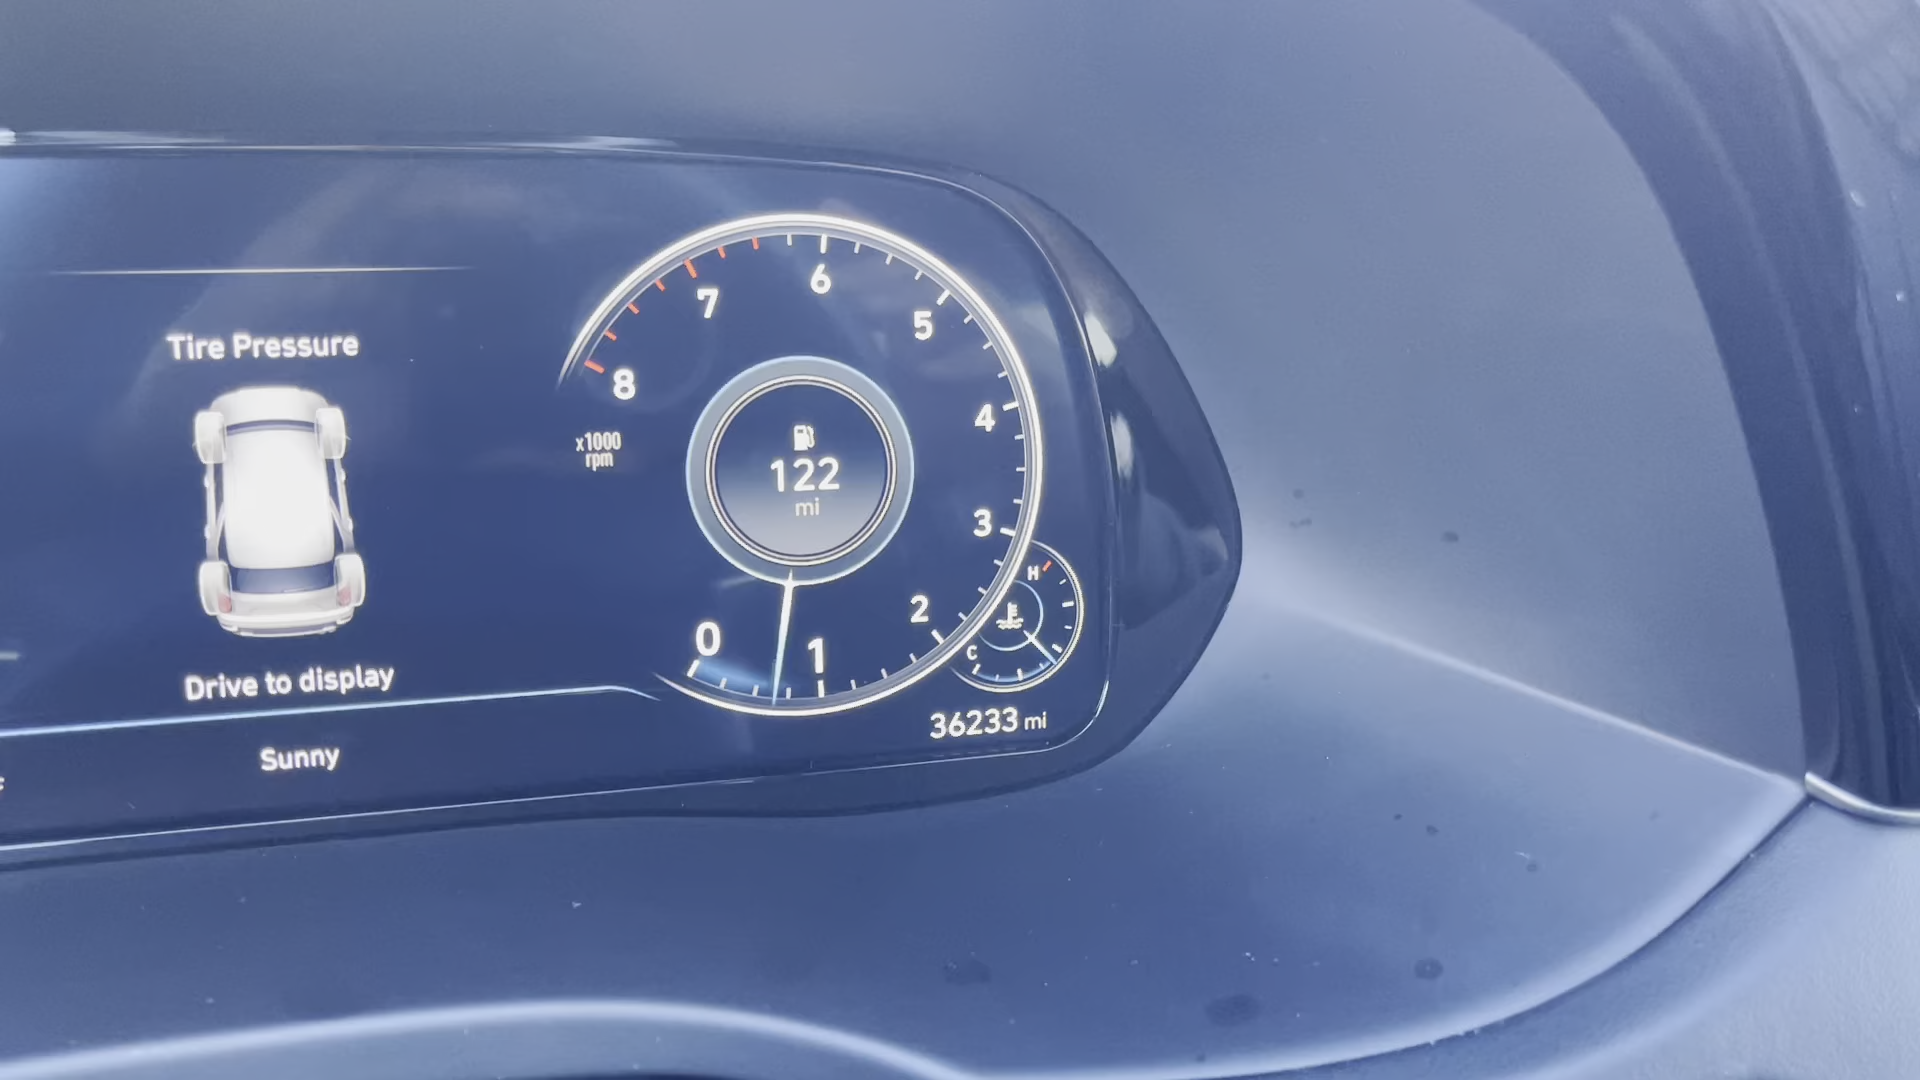 Tire Pressure
Drive to display
Sunny
8
7
6
5
4
3
2
1
0
x1000
rpm
122
mi
H
C
36233 mi